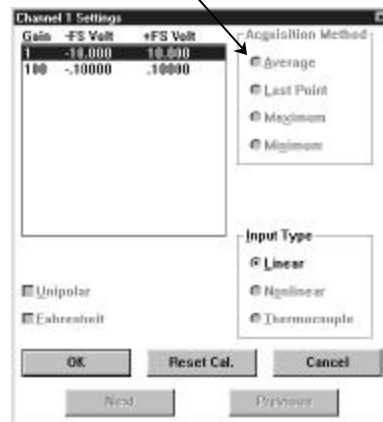 Channel 1 Settings
Gain -FS Volt +FS Volt
1 -10.000 10.000
100 -.10000 .10000
Acquisition Method
Average
Last Point
Maximum
Minimum
Input Type
Linear
Nonlinear
Thermocouple
Unipolar
Fahrenheit
OK Reset Cal. Cancel
Next Previous